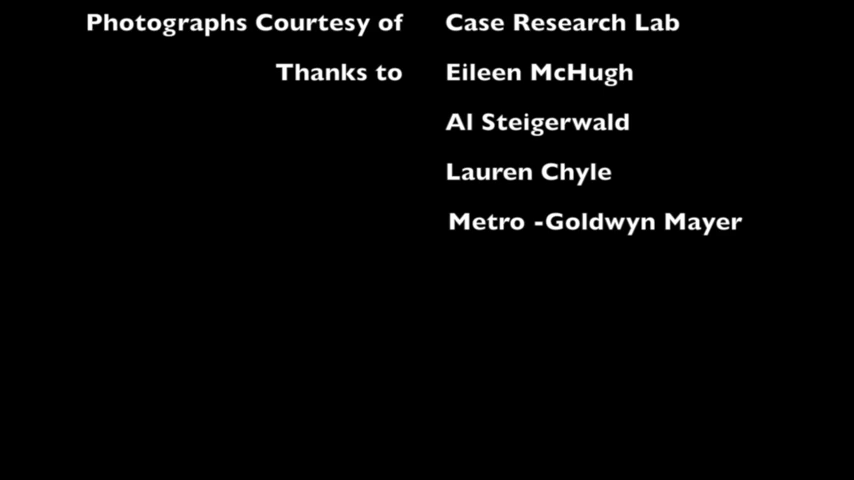 Photographs Courtesy of Case Research Lab
Thanks to Eileen McHugh
Al Steigerwald
Lauren Chyle
Metro -Goldwyn Mayer